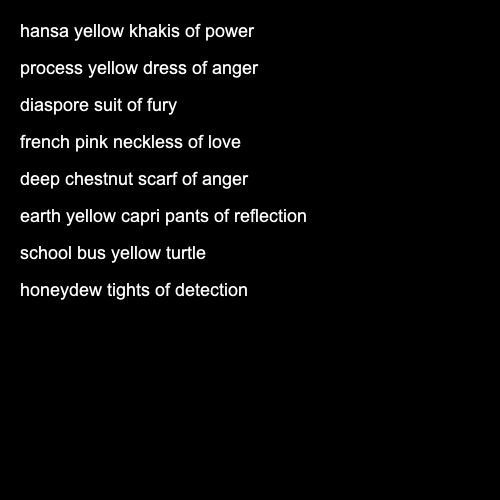 hansa yellow khakis of power
process yellow dress of anger
diaspore suit of fury
french pink neckless of love
deep chestnut scarf of anger
earth yellow capri pants of reflection
school bus yellow turtle
honeydew tights of detection